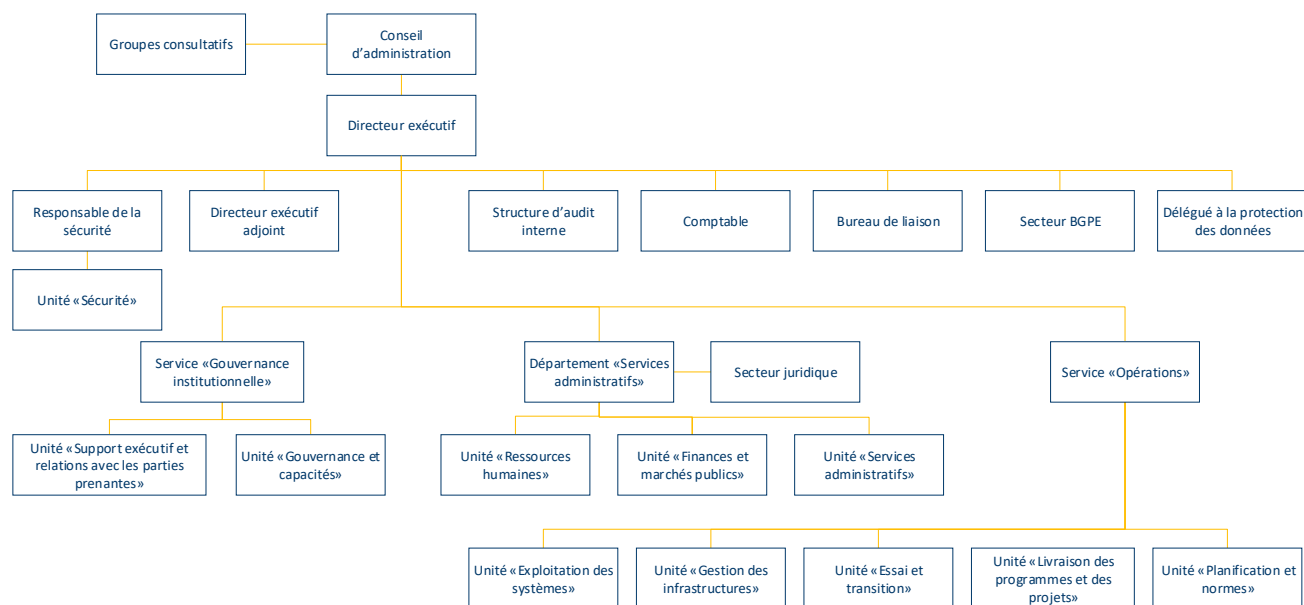 Groupes consultatifs
Conseil
d’administration
Directeur exécutif
Responsable de la
sécurité
Directeur exécutif
adjoint
Structure d’audit
interne
Comptable
Bureau de liaison
Secteur BGPE
Délégué à la protection
des données
Unité «Sécurité»
Service «Gouvernance
institutionnelle»
Département «Services
administratifs»
Secteur juridique
Service «Opérations»
Unité «Support exécutif et
relations avec les parties
prenantes»
Unité «Gouvernance et
capacités»
Unité «Ressources
humaines»
Unité «Finances et
marchés publics»
Unité «Services
administratifs»
Unité «Exploitation des
systèmes»
Unité «Gestion des
infrastructures»
Unité «Essai et
transition»
Unité «Livraison des
programmes et des
projets»
Unité «Planification et
normes»